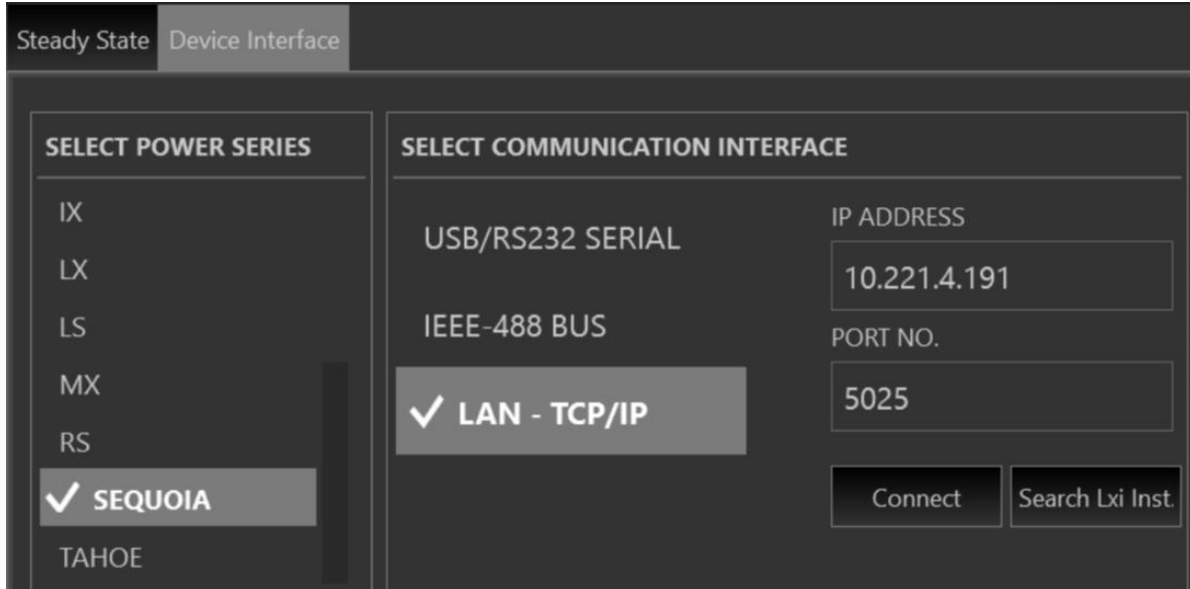 Steady State
Device Interface
SELECT POWER SERIES
IX
LX
LS
MX
RS
SEQUOIA
TAHOE
SELECT COMMUNICATION INTERFACE
USB/RS232 SERIAL
IEEE-488 BUS
LAN - TCP/IP
IP ADDRESS
10.221.4.191
PORT NO.
5025
Connect
Search Lxi Inst.